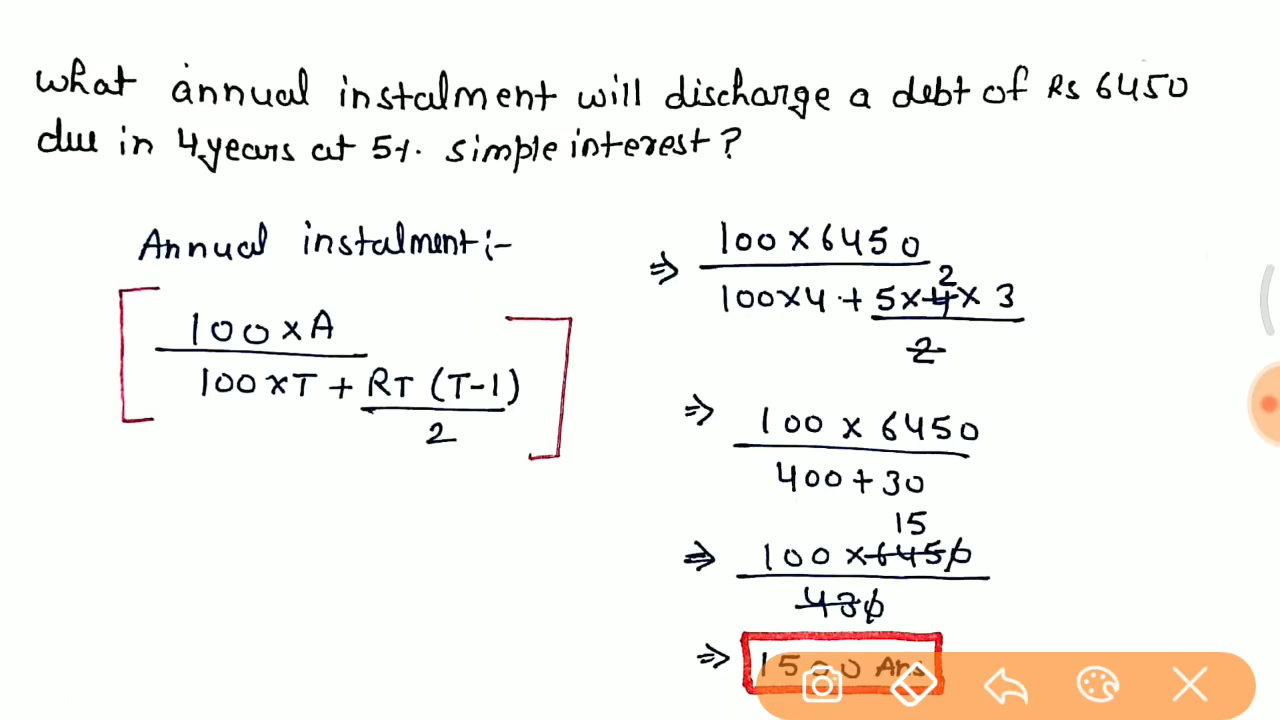 what annual instalment will discharge a debt of Rs 6450
due in 4 years at 5%. simple interest?
Annual instalment:-
100 x A
100 x T + RT (T-1)
2
⇒ 100 x 6450
2
100 x 4 + 5 x 4 x 3
2
⇒ 100 x 6450
400 + 30
15
⇒ 100 x 6450
430
⇒ 1500 Ans